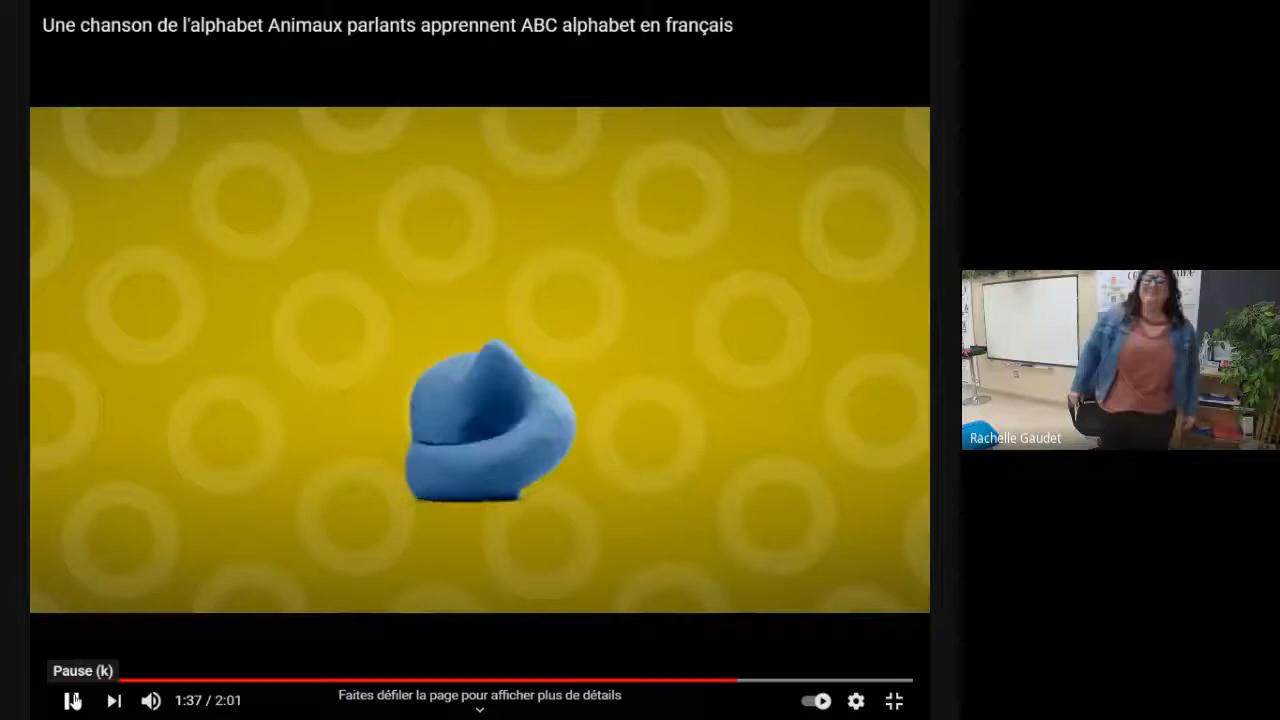 Une chanson de l'alphabet Animaux parlants apprennent ABC alphabet en français
Rachelle Gaudet
Pause (k)
1:37 / 2:01
Faites défiler la page pour afficher plus de détails